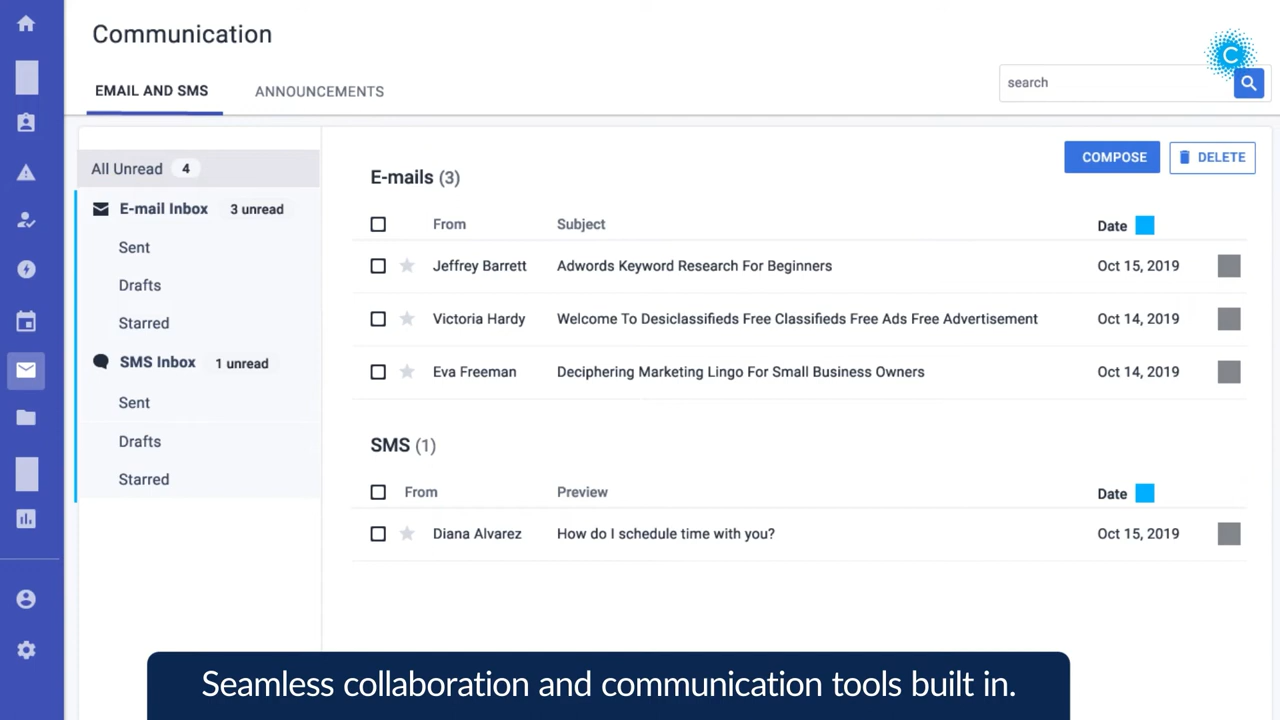 Communication
EMAIL AND SMS
ANNOUNCEMENTS
search
C
All Unread 4
E-mail Inbox 3 unread
Sent
Drafts
Starred
SMS Inbox 1 unread
Sent
Drafts
Starred
COMPOSE
DELETE
E-mails (3)
From Subject Date
Jeffrey Barrett Adwords Keyword Research For Beginners Oct 15, 2019
Victoria Hardy Welcome To Desiclassifieds Free Classifieds Free Ads Free Advertisement Oct 14, 2019
Eva Freeman Deciphering Marketing Lingo For Small Business Owners Oct 14, 2019
SMS (1)
From Preview Date
Diana Alvarez How do I schedule time with you? Oct 15, 2019
Seamless collaboration and communication tools built in.